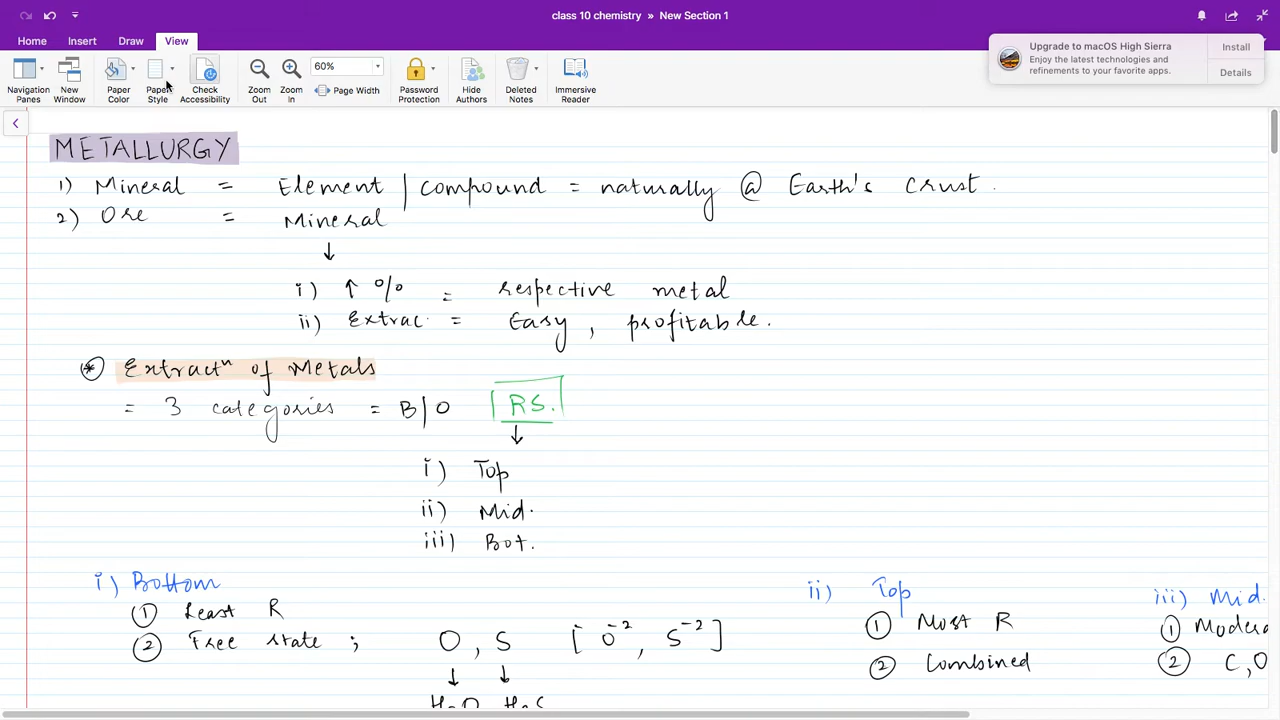 class 10 chemistry » New Section 1
Home Insert Draw View
Upgrade to macOS High Sierra
Enjoy the latest technologies and
refinements to your favorite apps.
Install
Details
Navigation Panes
New Window
Paper Color
Paper Style
Check Accessibility
Zoom Out
Zoom In
60%
Page Width
Password Protection
Hide Authors
Deleted Notes
Immersive Reader
METALLURGY
1) Mineral = Element | compound = naturally @ Earth's Crust.
2) Ore = Mineral
↓
i) ↑ % = respective metal
ii) Extrac. = Easy, profitable.
* Extractⁿ of Metals
= 3 categories = B|O RS.
↓
i) Top
ii) Mid.
iii) Bot.
i) Bottom
① Least R
② Free state ; O, S [O⁻², S⁻²]
↓ ↓
H₂O H₂S
ii) Top
① Most R
② Combined
iii) Mid.
① Modera
② C,O